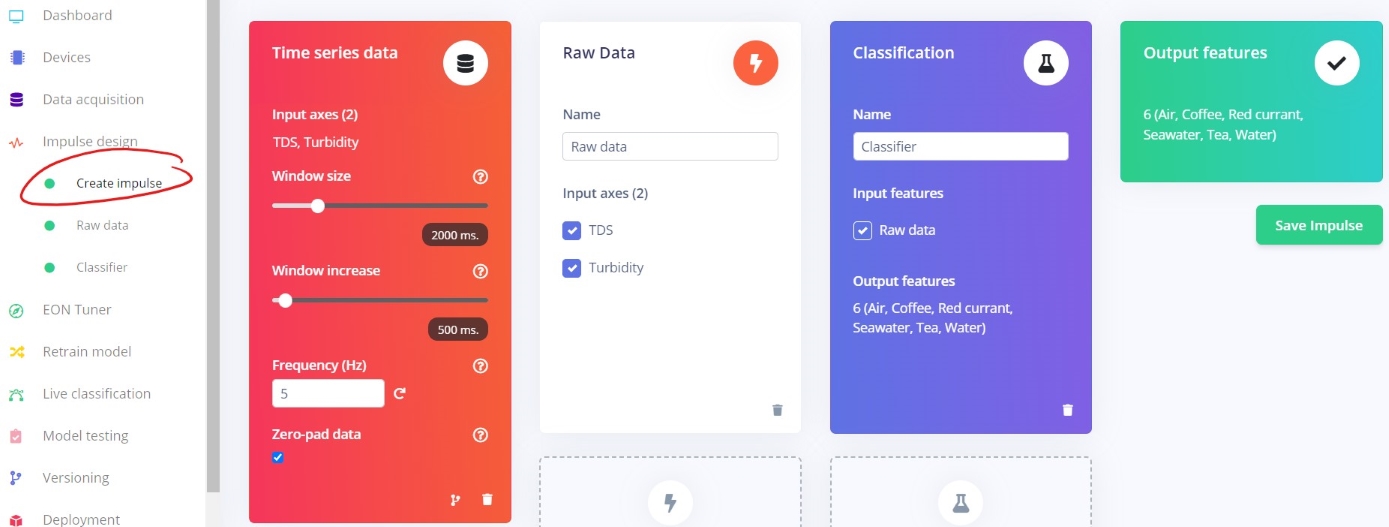 Dashboard
Devices
Data acquisition
Impulse design
Create impulse
Raw data
Classifier
EON Tuner
Retrain model
Live classification
Model testing
Versioning
Deployment
Time series data
Input axes (2)
TDS, Turbidity
Window size
2000 ms.
Window increase
500 ms.
Frequency (Hz)
5
Zero-pad data
Raw Data
Name
Raw data
Input axes (2)
TDS
Turbidity
Classification
Name
Classifier
Input features
Raw data
Output features
6 (Air, Coffee, Red currant,
Seawater, Tea, Water)
Output features
6 (Air, Coffee, Red currant,
Seawater, Tea, Water)
Save Impulse